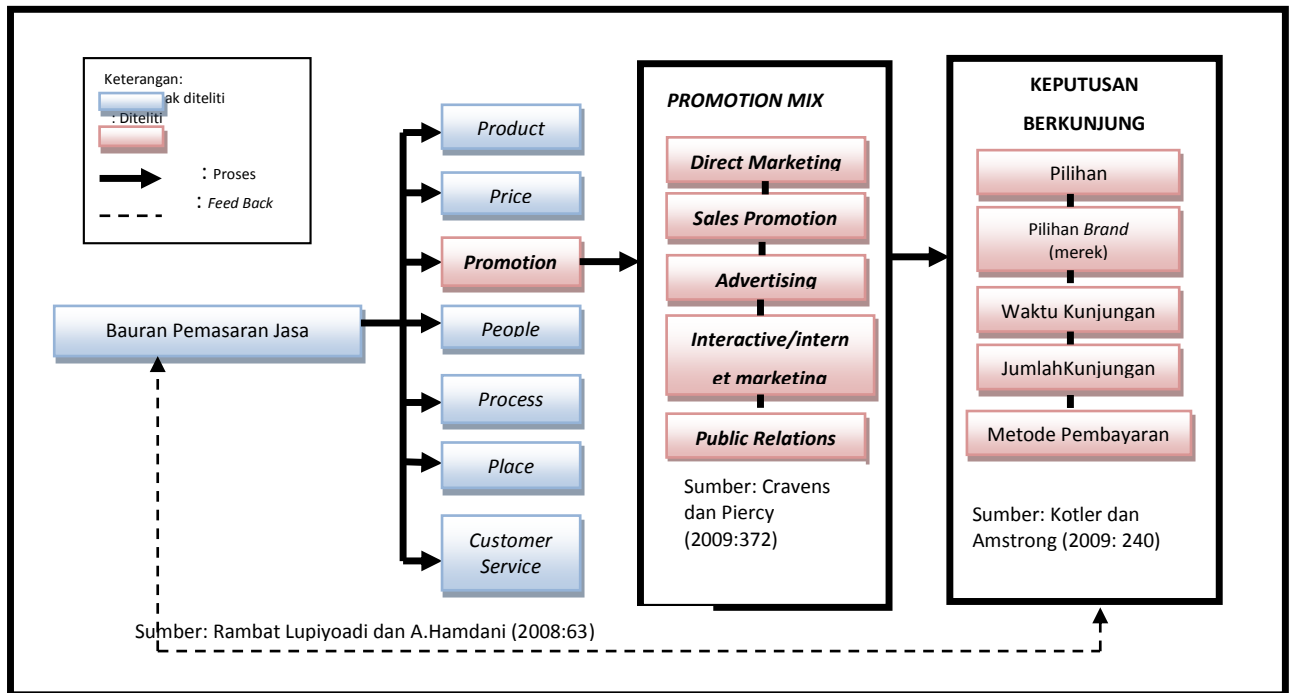 Keterangan:
ak diteliti
: Diteliti
: Proses
: Feed Back
Bauran Pemasaran Jasa
Product
Price
Promotion
People
Process
Place
Customer
Service
Sumber: Rambat Lupiyoadi dan A.Hamdani (2008:63)
PROMOTION MIX
Direct Marketing
Sales Promotion
Advertising
Interactive/intern
et marketing
Public Relations
Sumber: Cravens
dan Piercy
(2009:372)
KEPUTUSAN
BERKUNJUNG
Pilihan
Pilihan Brand
(merek)
Waktu Kunjungan
JumlahKunjungan
Metode Pembayaran
Sumber: Kotler dan
Amstrong (2009: 240)